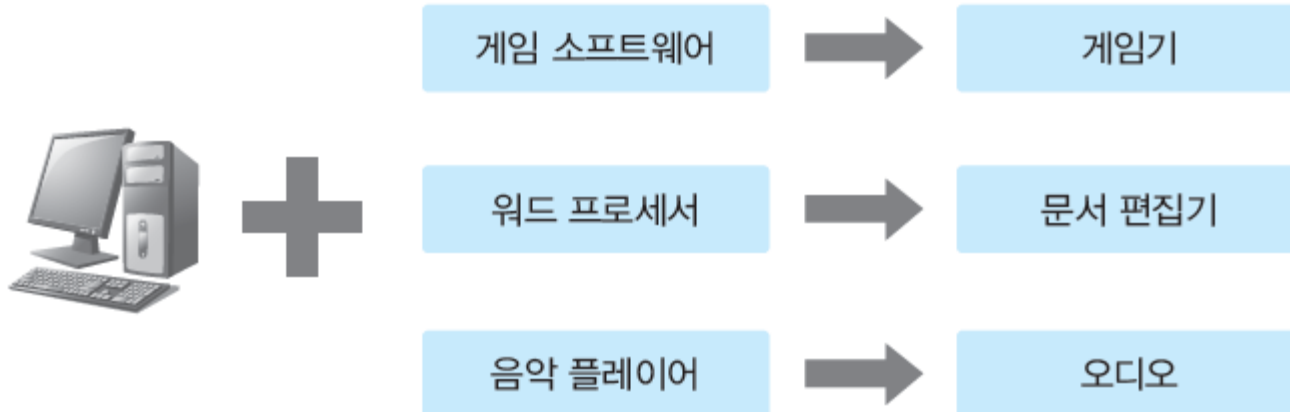 게임 소프트웨어
게임기
워드 프로세서
문서 편집기
음악 플레이어
오디오